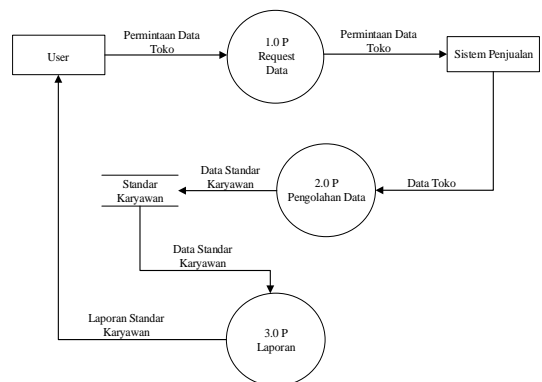 Permintaan Data
Toko
Permintaan Data
Toko
User
1.0 P
Request
Data
Sistem Penjualan
Data Standar
Karyawan
Standar
Karyawan
2.0 P
Pengolahan Data
Data Toko
Data Standar
Karyawan
Laporan Standar
Karyawan
3.0 P
Laporan